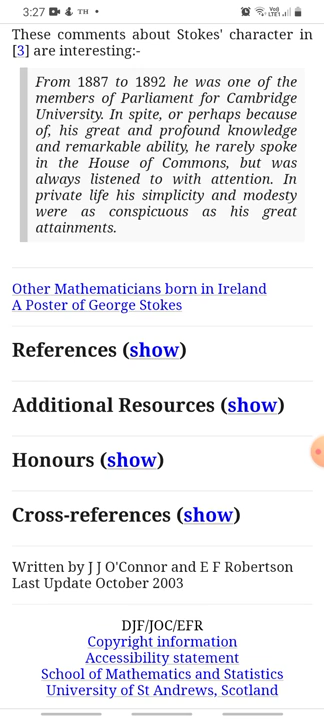 3:27 TH VoD LTE1
These comments about Stokes' character in
[3] are interesting:-
From 1887 to 1892 he was one of the
members of Parliament for Cambridge
University. In spite, or perhaps because
of, his great and profound knowledge
and remarkable ability, he rarely spoke
in the House of Commons, but was
always listened to with attention. In
private life his simplicity and modesty
were as conspicuous as his great
attainments.
Other Mathematicians born in Ireland
A Poster of George Stokes
References (show)
Additional Resources (show)
Honours (show)
Cross-references (show)
Written by J J O'Connor and E F Robertson
Last Update October 2003
DJF/JOC/EFR
Copyright information
Accessibility statement
School of Mathematics and Statistics
University of St Andrews, Scotland